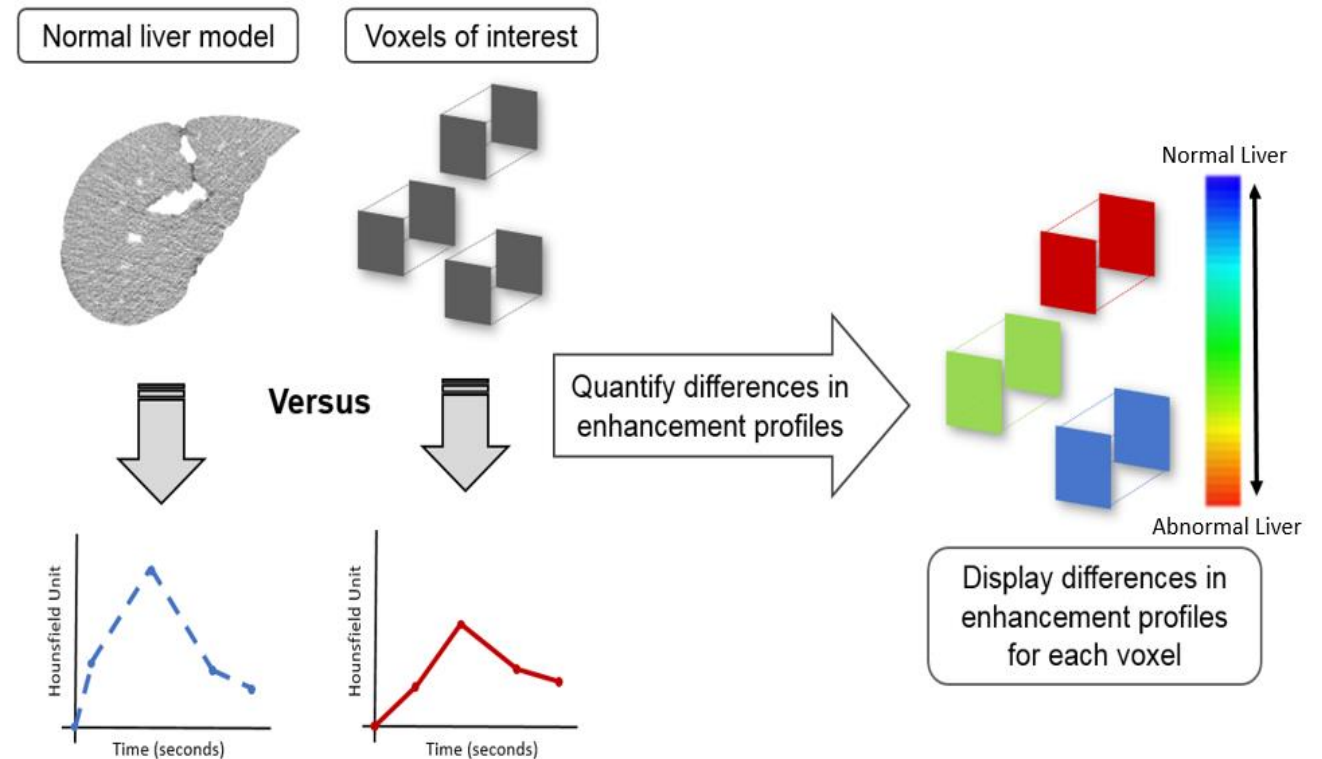 Normal liver model
Voxels of interest
Versus
Quantify differences in
enhancement profiles
Normal Liver
Abnormal Liver
Display differences in
enhancement profiles
for each voxel
Hounsfield Unit
Time (seconds)
Hounsfield Unit
Time (seconds)